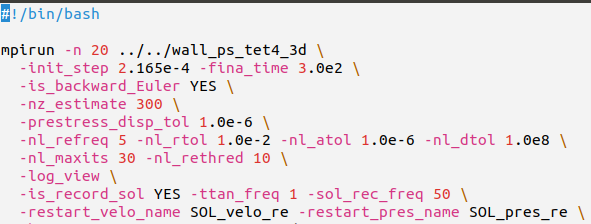 #!/bin/bash
mpirun -n 20 ../../wall_ps_tet4_3d \
-init_step 2.165e-4 -fina_time 3.0e2 \
-is_backward_Euler YES \
-nz_estimate 300 \
-prestress_disp_tol 1.0e-6 \
-nl_refreq 5 -nl_rtol 1.0e-2 -nl_atol 1.0e-6 -nl_dtol 1.0e8 \
-nl_maxits 30 -nl_rethred 10 \
-log_view \
-is_record_sol YES -ttan_freq 1 -sol_rec_freq 50 \
-restart_velo_name SOL_velo_re -restart_pres_name SOL_pres_re \